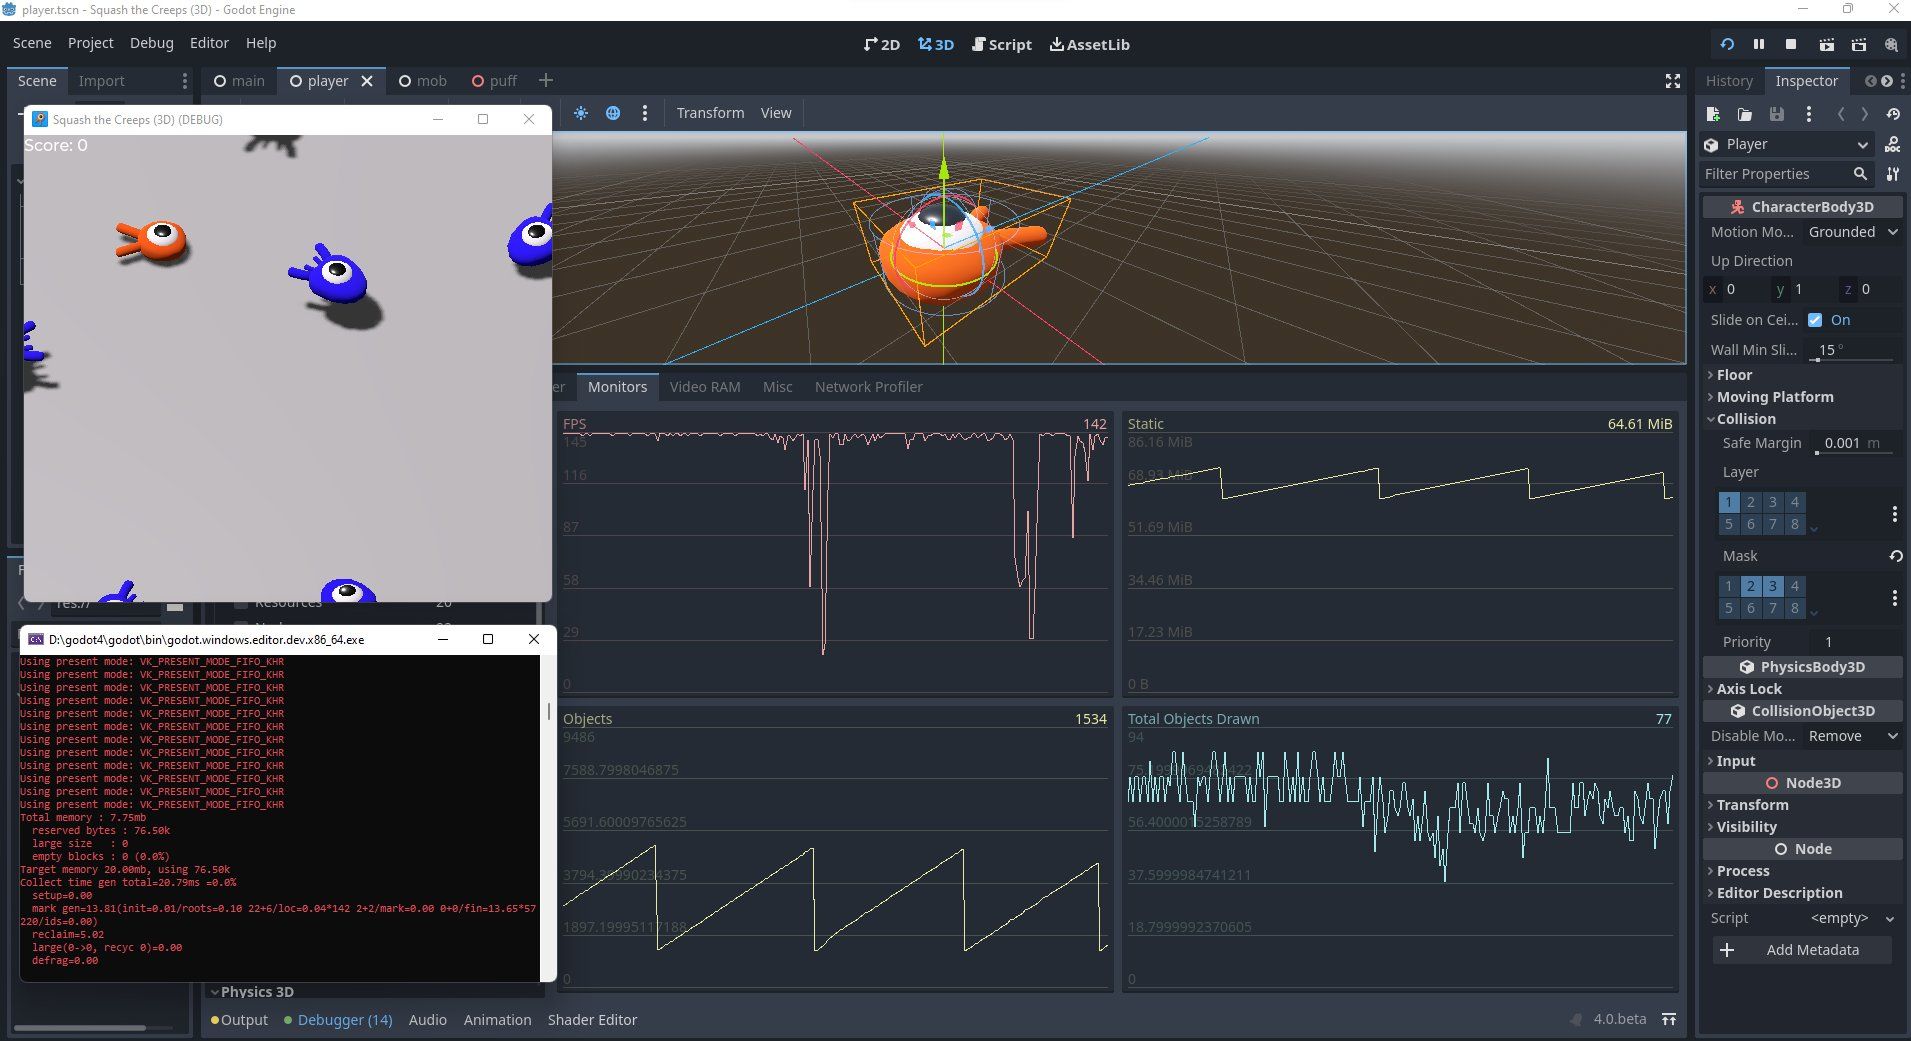 player.tscn - Squash the Creeps (3D) - Godot Engine
Scene Project Debug Editor Help
2D 3D Script AssetLib
Scene Import
main player mob puff
History Inspector
Transform View
Squash the Creeps (3D) (DEBUG)
Score: 0
Player
Filter Properties
CharacterBody3D
Motion Mo... Grounded
Up Direction
x 0 y 1 z 0
Slide on Cei... On
Wall Min Sli... 15 °
Floor
Moving Platform
Collision
Safe Margin 0.001 m
Layer
1 2 3 4
5 6 7 8
Mask
1 2 3 4
5 6 7 8
Priority 1
PhysicsBody3D
Axis Lock
CollisionObject3D
Disable Mo... Remove
Input
Node3D
Transform
Visibility
Node
Process
Editor Description
Script <empty>
Add Metadata
er Monitors Video RAM Misc Network Profiler
FPS 142
145
116
87
58
29
0
Static 64.61 MiB
86.16 MiB
68.93 MiB
51.69 MiB
34.46 MiB
17.23 MiB
0 B
Objects 1534
9486
7588.7998046875
5691.60009765625
3794.39990234375
1897.19995117188
0
Total Objects Drawn 77
94
56.4000015258789
37.5999984741211
18.7999992370605
0
res://
Resources
D:\godot4\godot\bin\godot.windows.editor.dev.x86_64.exe
Using present mode: VK_PRESENT_MODE_FIFO_KHR
Using present mode: VK_PRESENT_MODE_FIFO_KHR
Using present mode: VK_PRESENT_MODE_FIFO_KHR
Using present mode: VK_PRESENT_MODE_FIFO_KHR
Using present mode: VK_PRESENT_MODE_FIFO_KHR
Using present mode: VK_PRESENT_MODE_FIFO_KHR
Using present mode: VK_PRESENT_MODE_FIFO_KHR
Using present mode: VK_PRESENT_MODE_FIFO_KHR
Using present mode: VK_PRESENT_MODE_FIFO_KHR
Using present mode: VK_PRESENT_MODE_FIFO_KHR
Using present mode: VK_PRESENT_MODE_FIFO_KHR
Using present mode: VK_PRESENT_MODE_FIFO_KHR
Total memory : 7.75mb
reserved bytes : 76.50k
large size : 0
empty blocks : 0 (0.0%)
Target memory 20.00mb, using 76.50k
Collect time gen total=20.79ms =0.0%
setup=0.00
mark gen=13.81(init=0.01/roots=0.10 22+6/loc=0.04*142 2+2/mark=0.00 0+0/fin=13.65*57
220/ids=0.00)
reclaim=5.02
large(0->0, recyc 0)=0.00
defrag=0.00
Physics 3D
Output Debugger (14) Audio Animation Shader Editor
4.0.beta